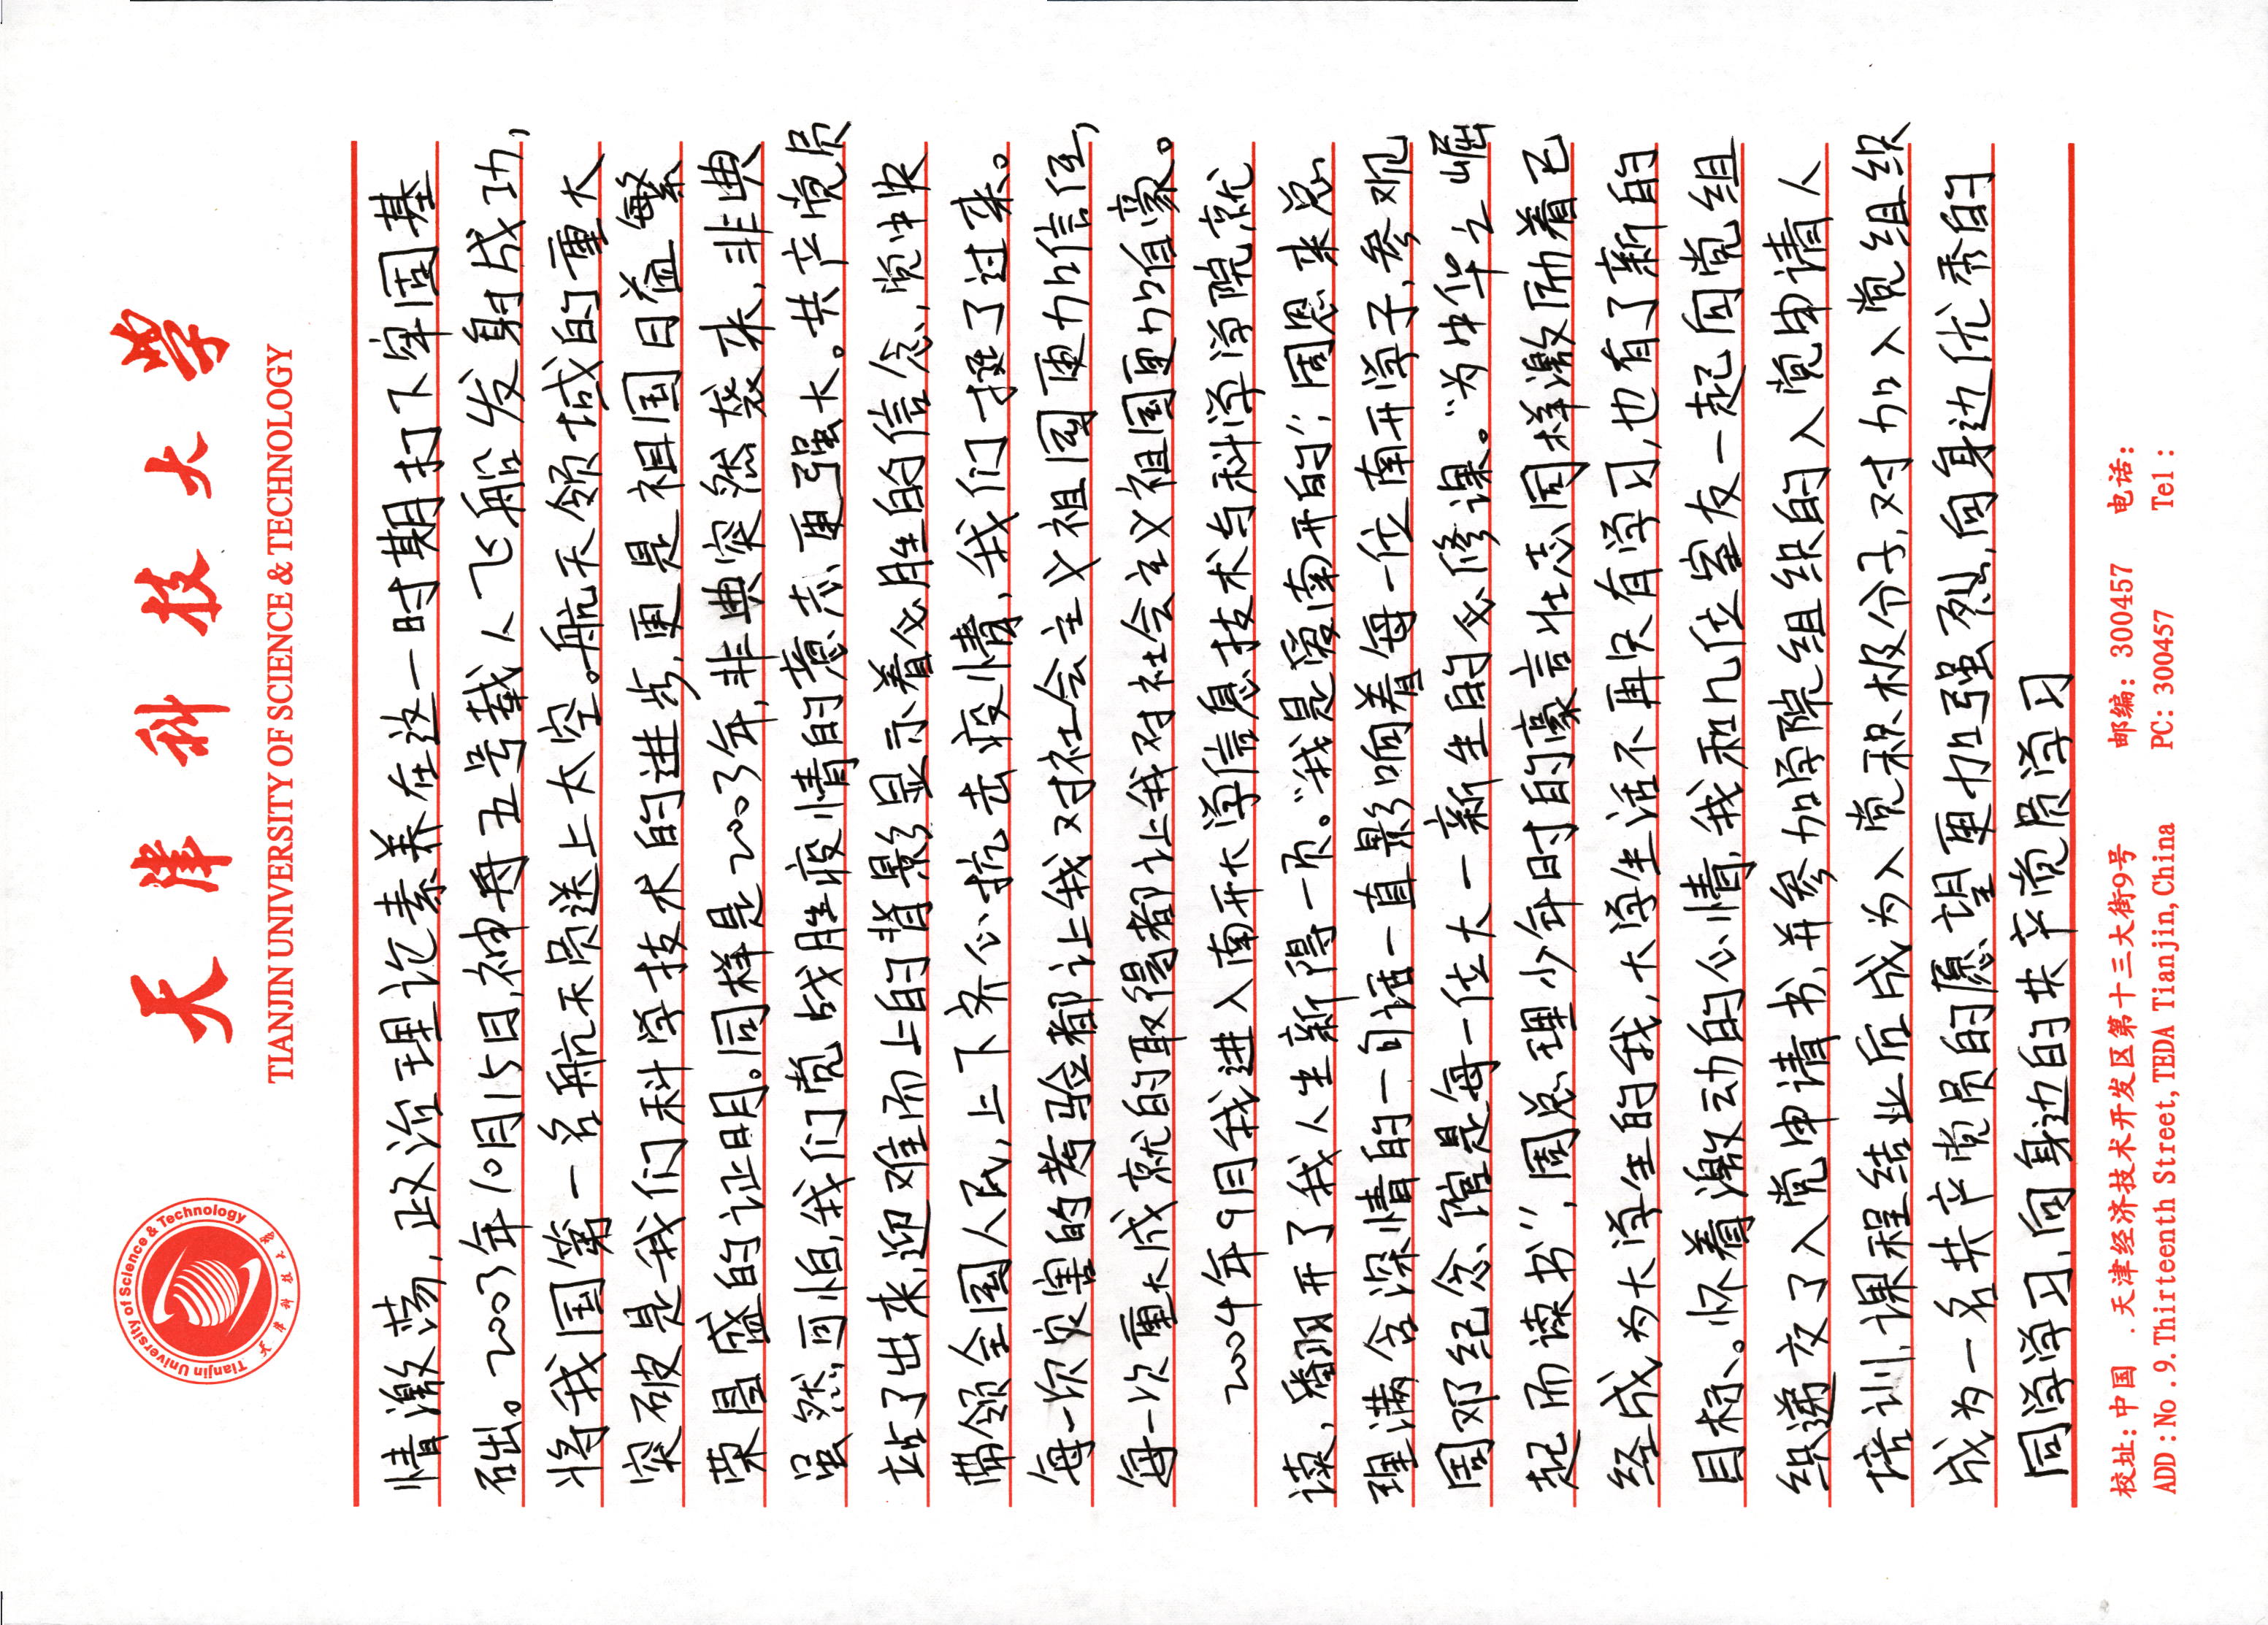 Tianjin University of Science & Technology
天津科技大学
天津科技大学
TIANJIN UNIVERSITY OF SCIENCE & TECHNOLOGY
情激荡,政治理论素养在这一时期打下牢固基
础。2003年10月15日,神舟五号载人飞船发射成功,
将我国第一名航天员送上太空。航天领域的重大
突破是我们科学技术的进步,更是祖国日益繁
荣昌盛的证明。同样是2003年,非典突然袭来,非典
虽然可怕,我们党战胜疫情的意志更强大。共产党员
站了出来,迎难而上的背影显示着必胜的信念,党中央
带领全国人民,上下齐心抗击疫情,我们才挺了过来。
每一次灾害的考验都让我对社会主义祖国更加信任,
每一次重大成就的取得都让我对社会主义祖国更加自豪。
2004年9月我进入南开大学信息技术与科学学院就
读,翻开了我人生新得一页。“我是爱南开的”,周恩来总
理满含深情的一句话一直影响着每一位南开学子,参观
周邓纪念馆是每一位大一新生的必修课。“为中华之崛
起而读书”,周总理少年时的豪言壮志同样激励着已
经成为大学生的我,大学生活不再只有学习,也有了新的
目标。怀着激动的心情,我和几位室友一起向党组
织递交了入党申请书,并参加学院组织的入党申请人
培训,课程结业后成为入党积极分子,对加入党组织
成为一名共产党员的愿望更加强烈,向身边优秀的
同学学习,向身边的共产党员学习
校址:中国.天津经济技术开发区第十三大街9号 邮编:300457 电话:
ADD:No.9.Thirteenth Street,TEDA Tianjin,China PC:300457 Tel: